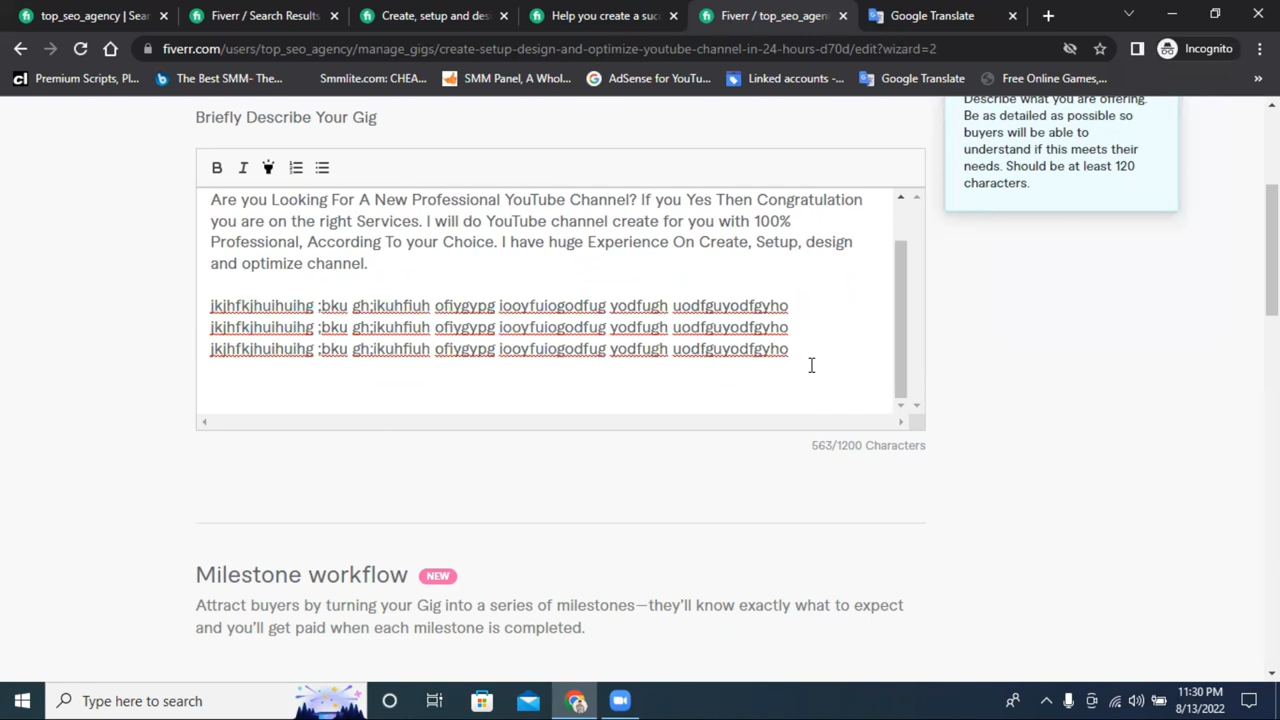 top_seo_agency | Sear
Fiverr / Search Results
Create, setup and des
Help you create a suc
Fiverr / top_seo_agen
Google Translate
fiverr.com/users/top_seo_agency/manage_gigs/create-setup-design-and-optimize-youtube-channel-in-24-hours-d70d/edit?wizard=2
Incognito
Premium Scripts, Pl...
The Best SMM- The...
Smmlite.com: CHEA...
SMM Panel, A Whol...
AdSense for YouTu...
Linked accounts -...
Google Translate
Free Online Games,...
Briefly Describe Your Gig
Describe what you are offering.
Be as detailed as possible so
buyers will be able to
understand if this meets their
needs. Should be at least 120
characters.
B I
Are you Looking For A New Professional YouTube Channel? If you Yes Then Congratulation
you are on the right Services. I will do YouTube channel create for you with 100%
Professional, According To your Choice. I have huge Experience On Create, Setup, design
and optimize channel.
jkjhfkjhuihuihg ;bku gh;ikuhfiuh ofiygypg iooyfuiogodfug yodfugh uodfguyodfgyho
jkjhfkjhuihuihg ;bku gh;ikuhfiuh ofiygypg iooyfuiogodfug yodfugh uodfguyodfgyho
jkjhfkjhuihuihg ;bku gh;ikuhfiuh ofiygypg iooyfuiogodfug yodfugh uodfguyodfgyho
563/1200 Characters
Milestone workflow NEW
Attract buyers by turning your Gig into a series of milestones—they'll know exactly what to expect
and you'll get paid when each milestone is completed.
Type here to search
11:30 PM
8/13/2022